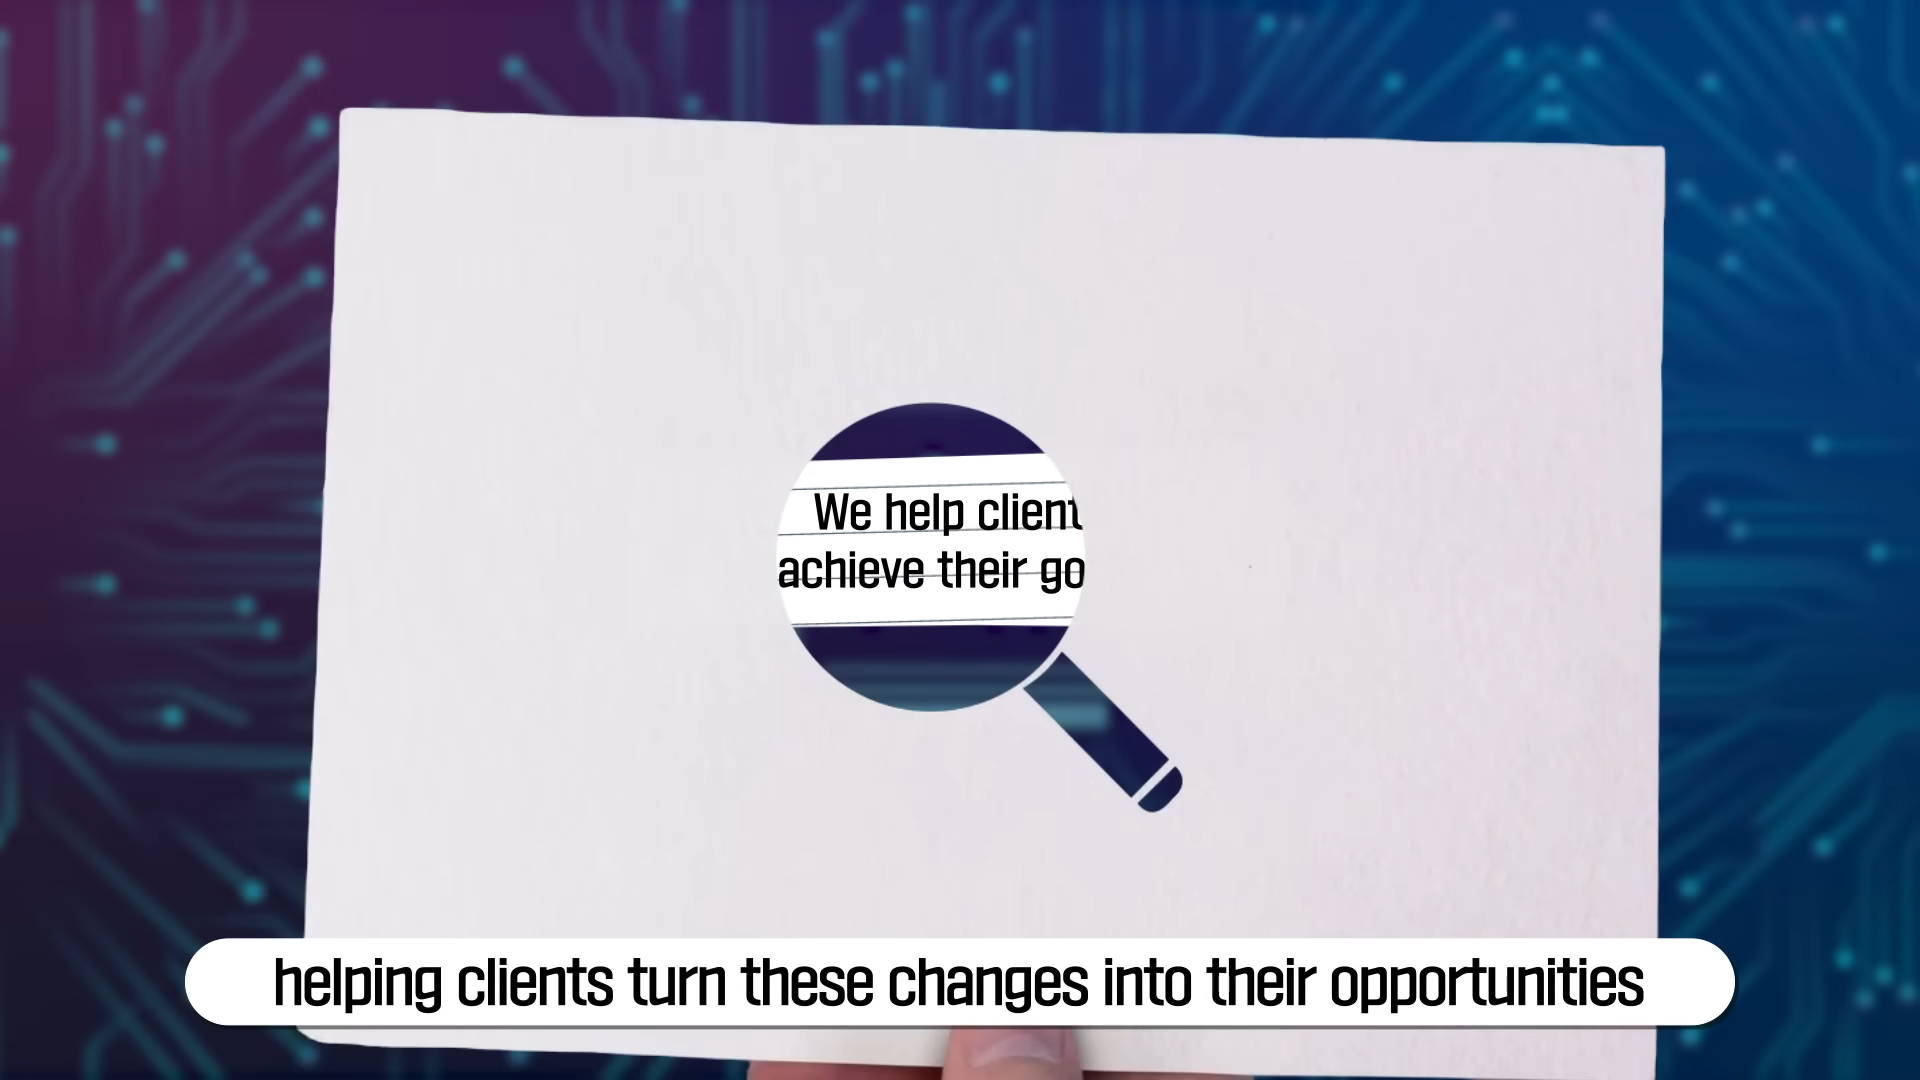 We help client
achieve their go
helping clients turn these changes into their opportunities